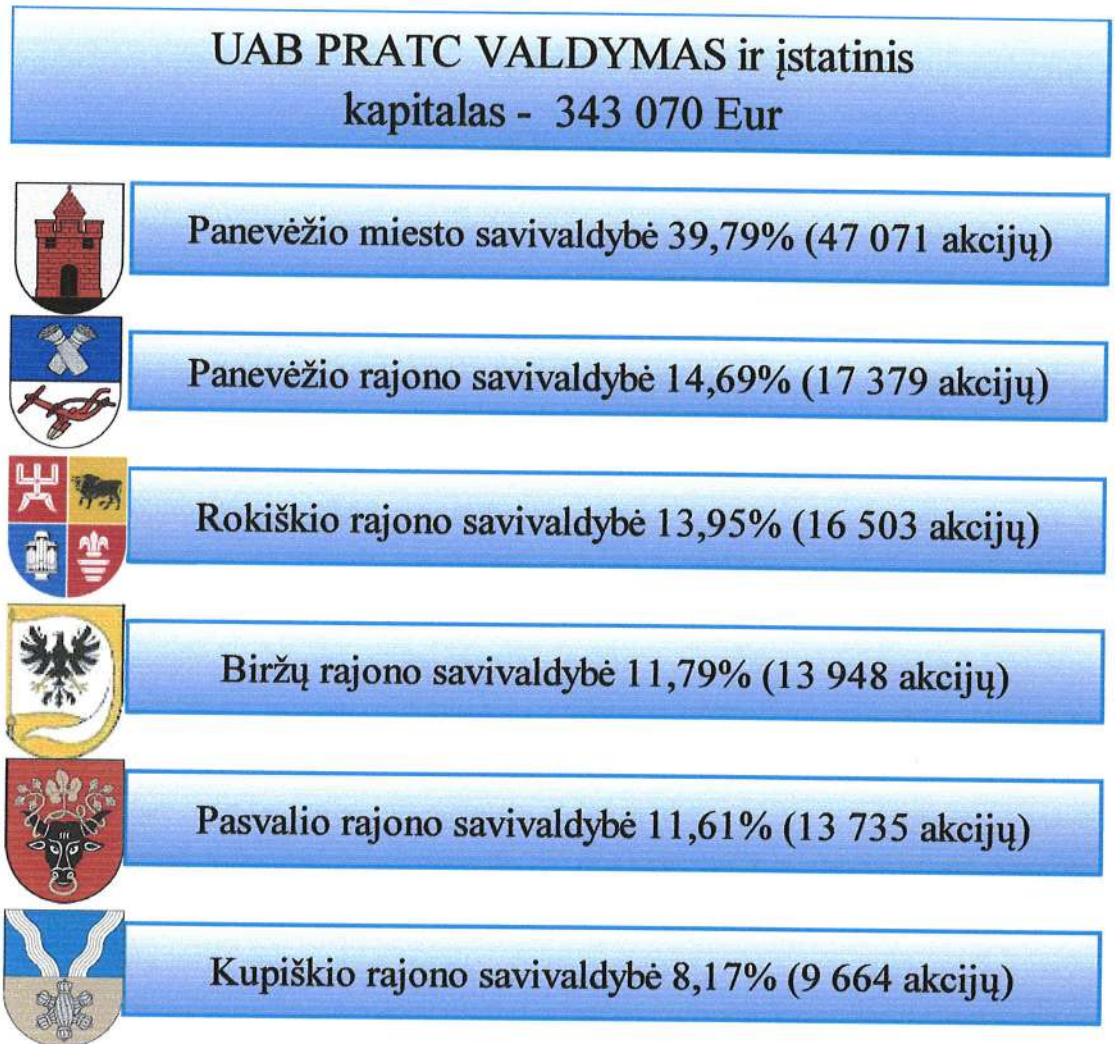 UAB PRATC VALDYMAS ir įstatinis
kapitalas - 343 070 Eur
Panevėžio miesto savivaldybė 39,79% (47 071 akcijų)
Panevėžio rajono savivaldybė 14,69% (17 379 akcijų)
Rokiškio rajono savivaldybė 13,95% (16 503 akcijų)
Biržų rajono savivaldybė 11,79% (13 948 akcijų)
Pasvalio rajono savivaldybė 11,61% (13 735 akcijų)
Kupiškio rajono savivaldybė 8,17% (9 664 akcijų)